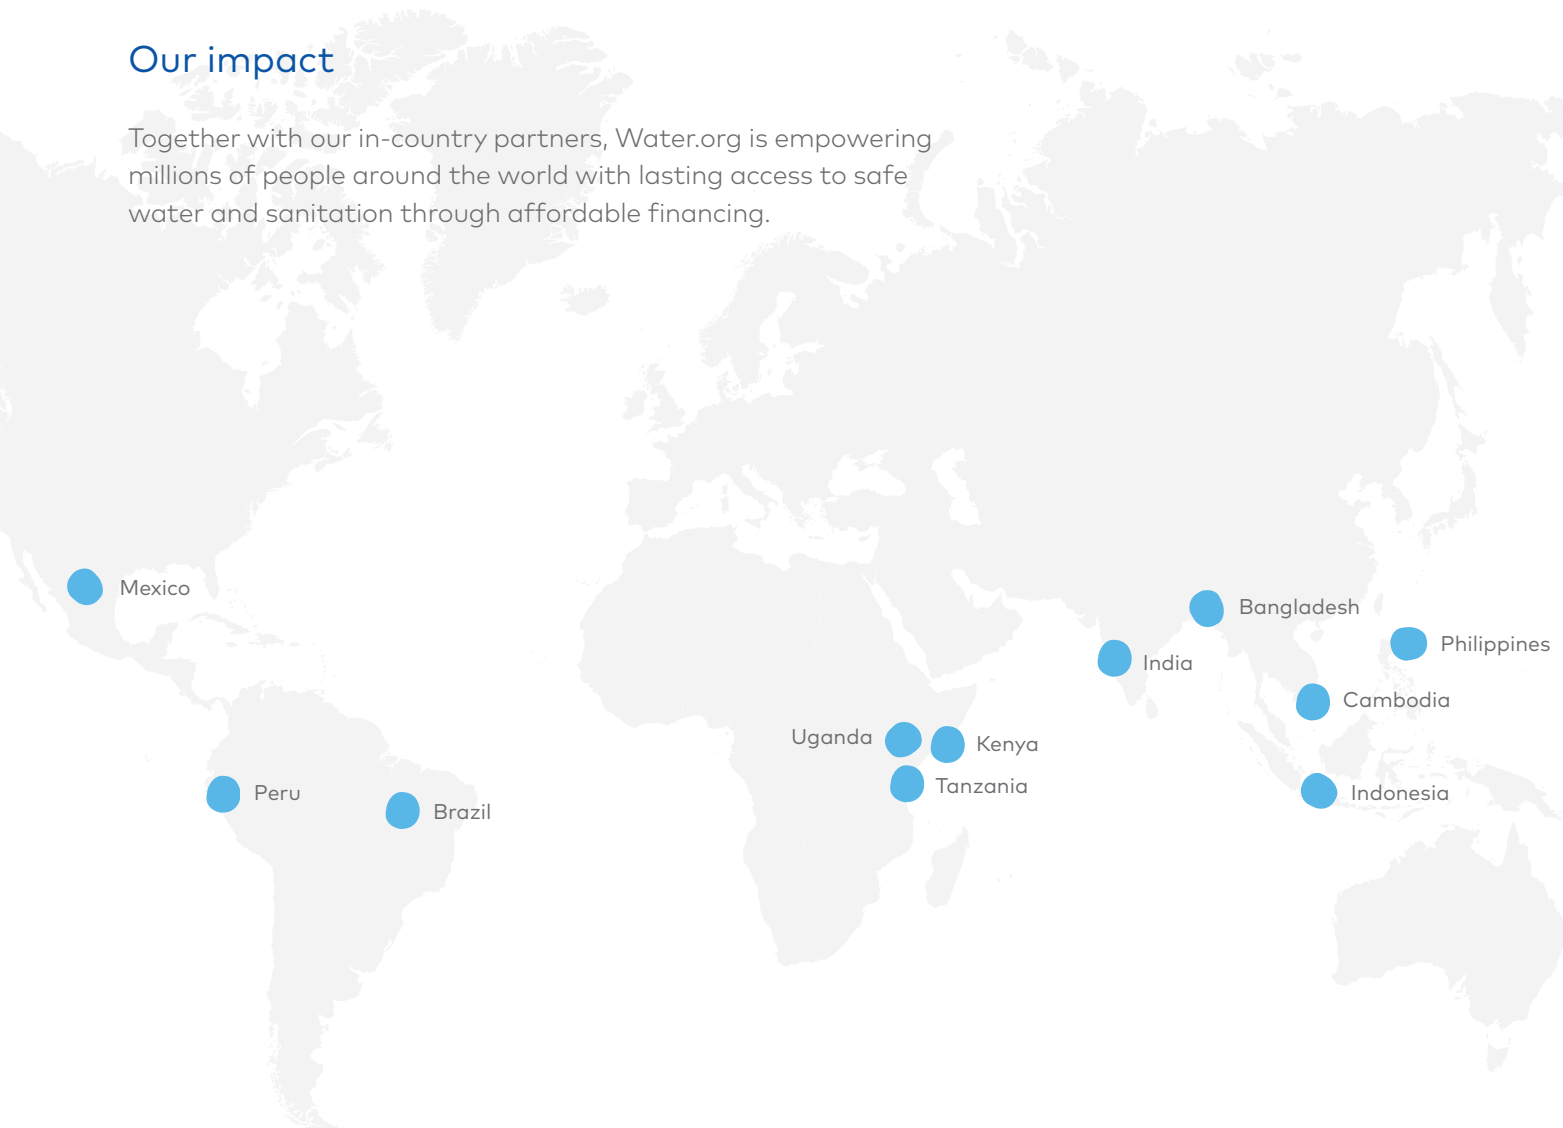 Our impact
Together with our in-country partners, Water.org is empowering
millions of people around the world with lasting access to safe
water and sanitation through affordable financing.
Mexico
Bangladesh
Philippines
India
Cambodia
Uganda
Kenya
Tanzania
Peru
Indonesia
Brazil